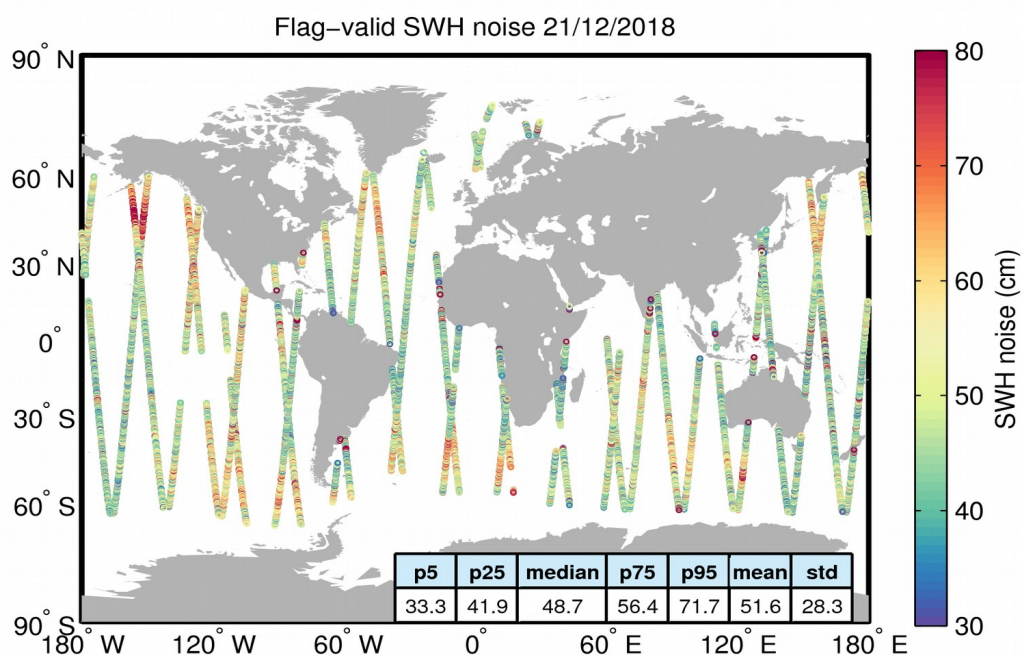 Flag−valid SWH noise 21/12/2018
90° N
60° N
30° N
0°
30° S
60° S
90° S
180° W
120° W
60° W
0°
60° E
120° E
180° E
80
70
60
50
40
30
SWH noise (cm)
p5 p25 median p75 p95 mean std
33.3 41.9 48.7 56.4 71.7 51.6 28.3